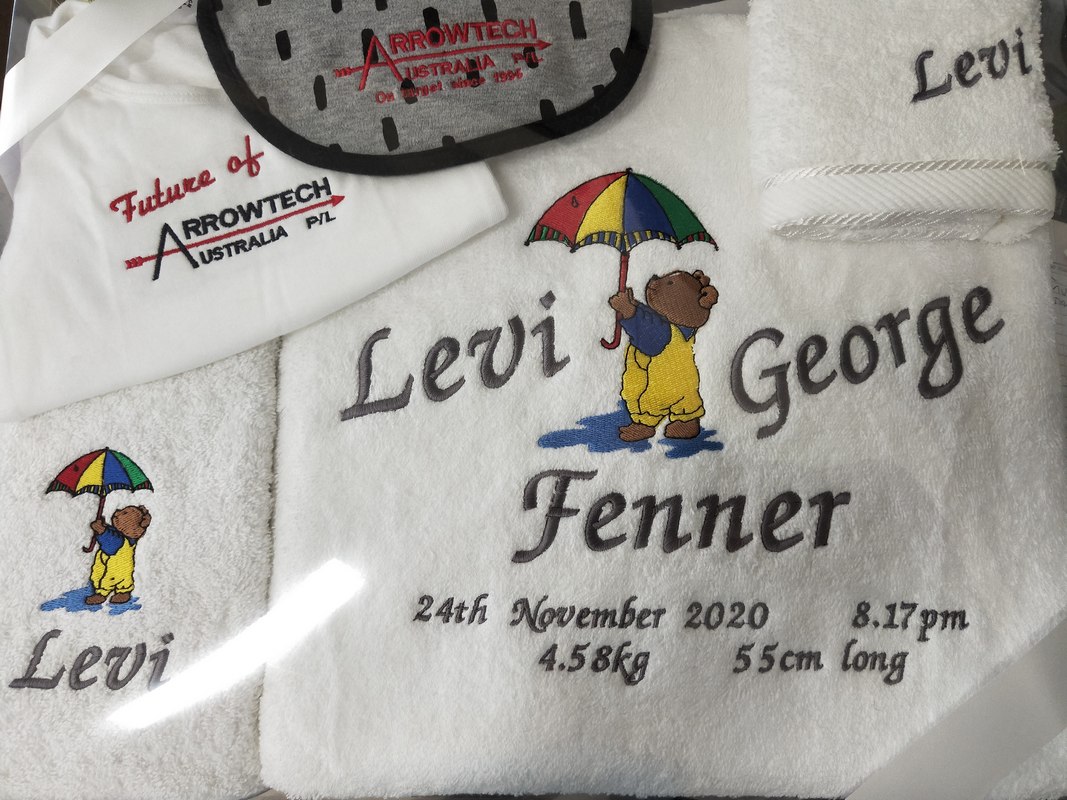 ARROWTECH
AUSTRALIA P/L
On target since 1996
Levi
Future of
ARROWTECH
AUSTRALIA P/L
Levi George
Fenner
24th November 2020 8.17pm
4.58kg 55cm long
Levi